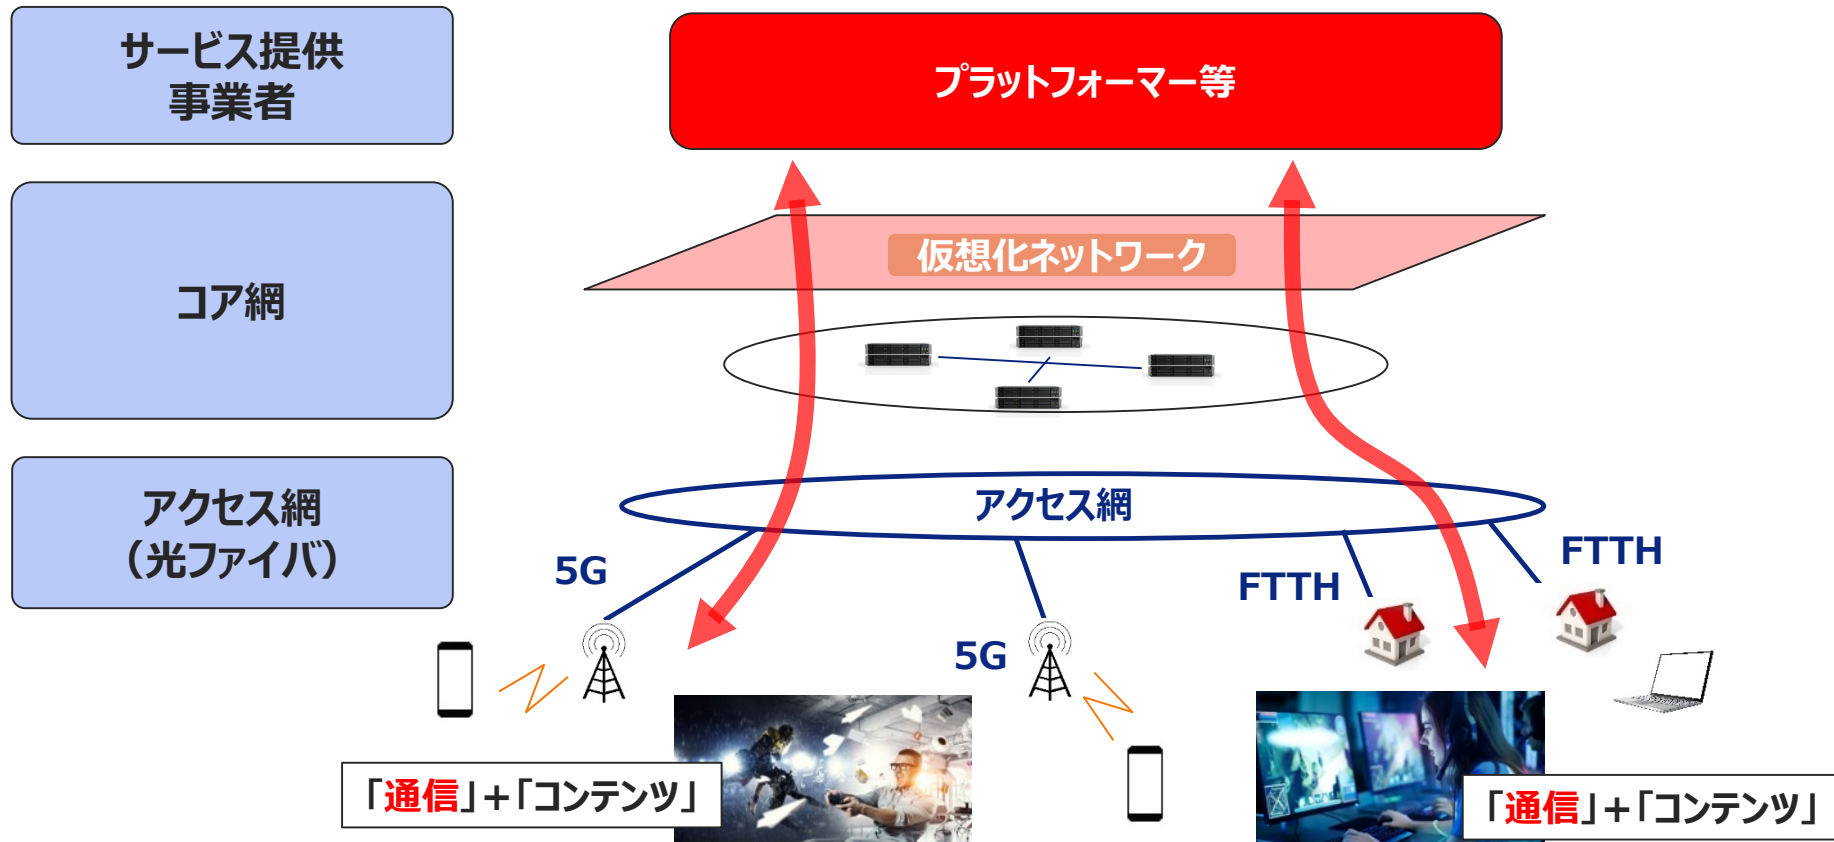 サービス提供
事業者
プラットフォーマー等
コア網
仮想化ネットワーク
アクセス網
（光ファイバ）
アクセス網
5G
5G
FTTH
FTTH
「通信」+「コンテンツ」
「通信」+「コンテンツ」